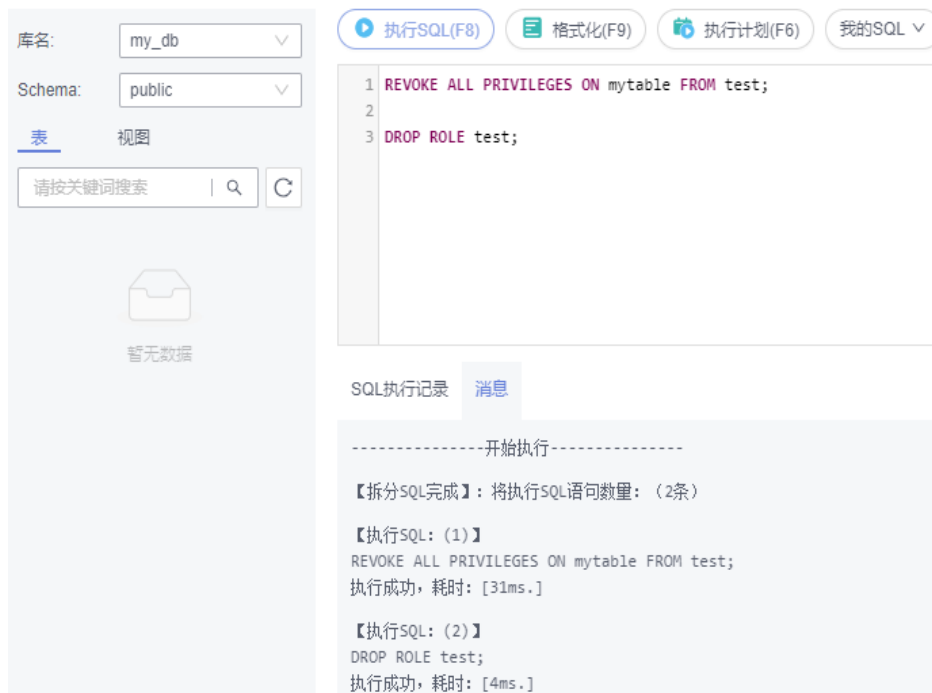 库名:
my_db
Schema:
public
表
视图
请按关键词搜索
暂无数据
执行SQL(F8)
格式化(F9)
执行计划(F6)
我的SQL
1 REVOKE ALL PRIVILEGES ON mytable FROM test;
2
3 DROP ROLE test;
SQL执行记录
消息
---------------开始执行---------------
【拆分SQL完成】: 将执行SQL语句数量: (2条)
【执行SQL: (1)】
REVOKE ALL PRIVILEGES ON mytable FROM test;
执行成功，耗时: [31ms.]
【执行SQL: (2)】
DROP ROLE test;
执行成功，耗时: [4ms.]